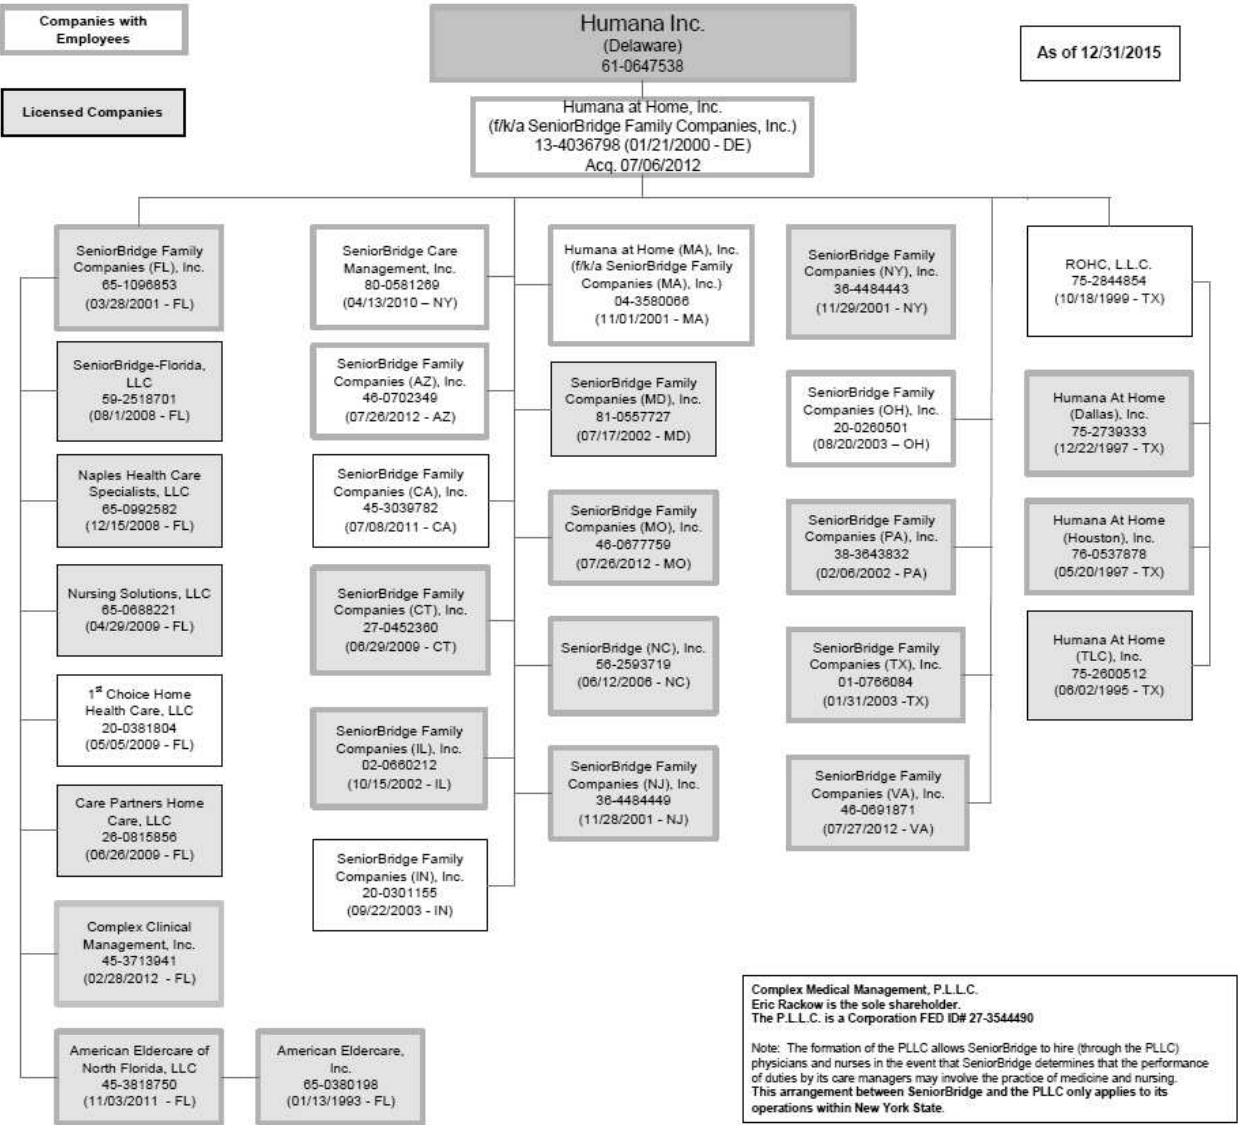 Companies with
Employees
Licensed Companies
Humana Inc.
(Delaware)
61-0647538
As of 12/31/2015
Humana at Home, Inc.
(f/k/a SeniorBridge Family Companies, Inc.)
13-4036798 (01/21/2000 - DE)
Acq. 07/06/2012
SeniorBridge Family
Companies (FL), Inc.
65-1096853
(03/28/2001 - FL)
SeniorBridge-Florida,
LLC
59-2518701
(08/1/2008 - FL)
Naples Health Care
Specialists, LLC
65-0992582
(12/15/2008 - FL)
Nursing Solutions, LLC
65-0688221
(04/29/2009 - FL)
1st Choice Home
Health Care, LLC
20-0381804
(05/05/2009 - FL)
Care Partners Home
Care, LLC
26-0815856
(06/26/2009 - FL)
Complex Clinical
Management, Inc.
45-3713941
(02/28/2012 - FL)
American Eldercare of
North Florida, LLC
45-3818750
(11/03/2011 - FL)
American Eldercare,
Inc.
65-0380198
(01/13/1993 - FL)
SeniorBridge Care
Management, Inc.
80-0581269
(04/13/2010 – NY)
SeniorBridge Family
Companies (AZ), Inc.
46-0702349
(07/26/2012 - AZ)
SeniorBridge Family
Companies (CA), Inc.
45-3039782
(07/08/2011 - CA)
SeniorBridge Family
Companies (CT), Inc.
27-0452360
(06/29/2009 - CT)
SeniorBridge Family
Companies (IL), Inc.
02-0660212
(10/15/2002 - IL)
SeniorBridge Family
Companies (IN), Inc.
20-0301155
(09/22/2003 - IN)
Humana at Home (MA), Inc.
(f/k/a SeniorBridge Family
Companies (MA), Inc.)
04-3580066
(11/01/2001 - MA)
SeniorBridge Family
Companies (MD), Inc.
81-0557727
(07/17/2002 - MD)
SeniorBridge Family
Companies (MO), Inc.
46-0677759
(07/26/2012 - MO)
SeniorBridge (NC), Inc.
56-2593719
(06/12/2006 - NC)
SeniorBridge Family
Companies (NJ), Inc.
36-4484449
(11/28/2001 - NJ)
SeniorBridge Family
Companies (NY), Inc.
36-4484443
(11/29/2001 - NY)
SeniorBridge Family
Companies (OH), Inc.
20-0260501
(08/20/2003 – OH)
SeniorBridge Family
Companies (PA), Inc.
38-3643832
(02/06/2002 - PA)
SeniorBridge Family
Companies (TX), Inc.
01-0766084
(01/31/2003 -TX)
SeniorBridge Family
Companies (VA), Inc.
46-0691871
(07/27/2012 - VA)
ROHC, L.L.C.
75-2844854
(10/18/1999 - TX)
Humana At Home
(Dallas), Inc.
75-2739333
(12/22/1997 - TX)
Humana At Home
(Houston), Inc.
76-0537878
(05/20/1997 - TX)
Humana At Home
(TLC), Inc.
75-2600512
(06/02/1995 - TX)
Complex Medical Management, P.L.L.C.
Eric Rackow is the sole shareholder.
The P.L.L.C. is a Corporation FED ID# 27-3544490
Note: The formation of the PLLC allows SeniorBridge to hire (through the PLLC)
physicians and nurses in the event that SeniorBridge determines that the performance
of duties by its care managers may involve the practice of medicine and nursing.
This arrangement between SeniorBridge and the PLLC only applies to its
operations within New York State.